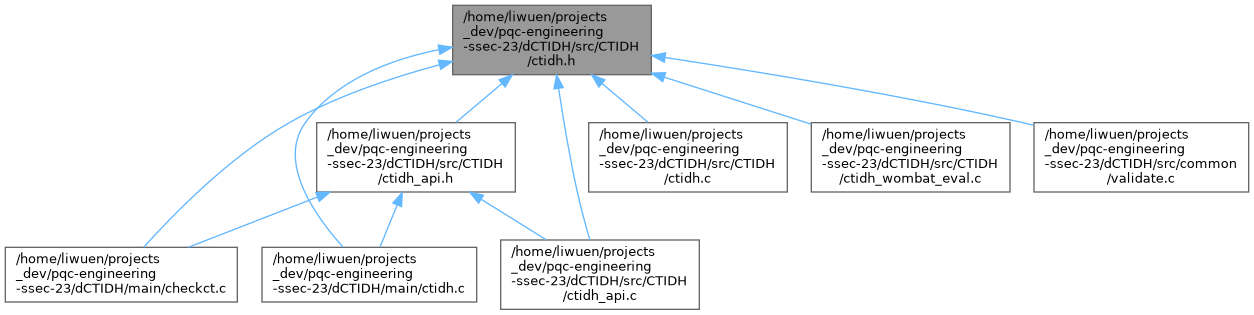 /home/liwuen/projects
_dev/pqc-engineering
-ssec-23/dCTIDH/src/CTIDH
/ctidh.h
/home/liwuen/projects
_dev/pqc-engineering
-ssec-23/dCTIDH/src/CTIDH
/ctidh_api.h
/home/liwuen/projects
_dev/pqc-engineering
-ssec-23/dCTIDH/src/CTIDH
/ctidh.c
/home/liwuen/projects
_dev/pqc-engineering
-ssec-23/dCTIDH/src/CTIDH
/ctidh_wombat_eval.c
/home/liwuen/projects
_dev/pqc-engineering
-ssec-23/dCTIDH/src/common
/validate.c
/home/liwuen/projects
_dev/pqc-engineering
-ssec-23/dCTIDH/main/checkct.c
/home/liwuen/projects
_dev/pqc-engineering
-ssec-23/dCTIDH/main/ctidh.c
/home/liwuen/projects
_dev/pqc-engineering
-ssec-23/dCTIDH/src/CTIDH
/ctidh_api.c